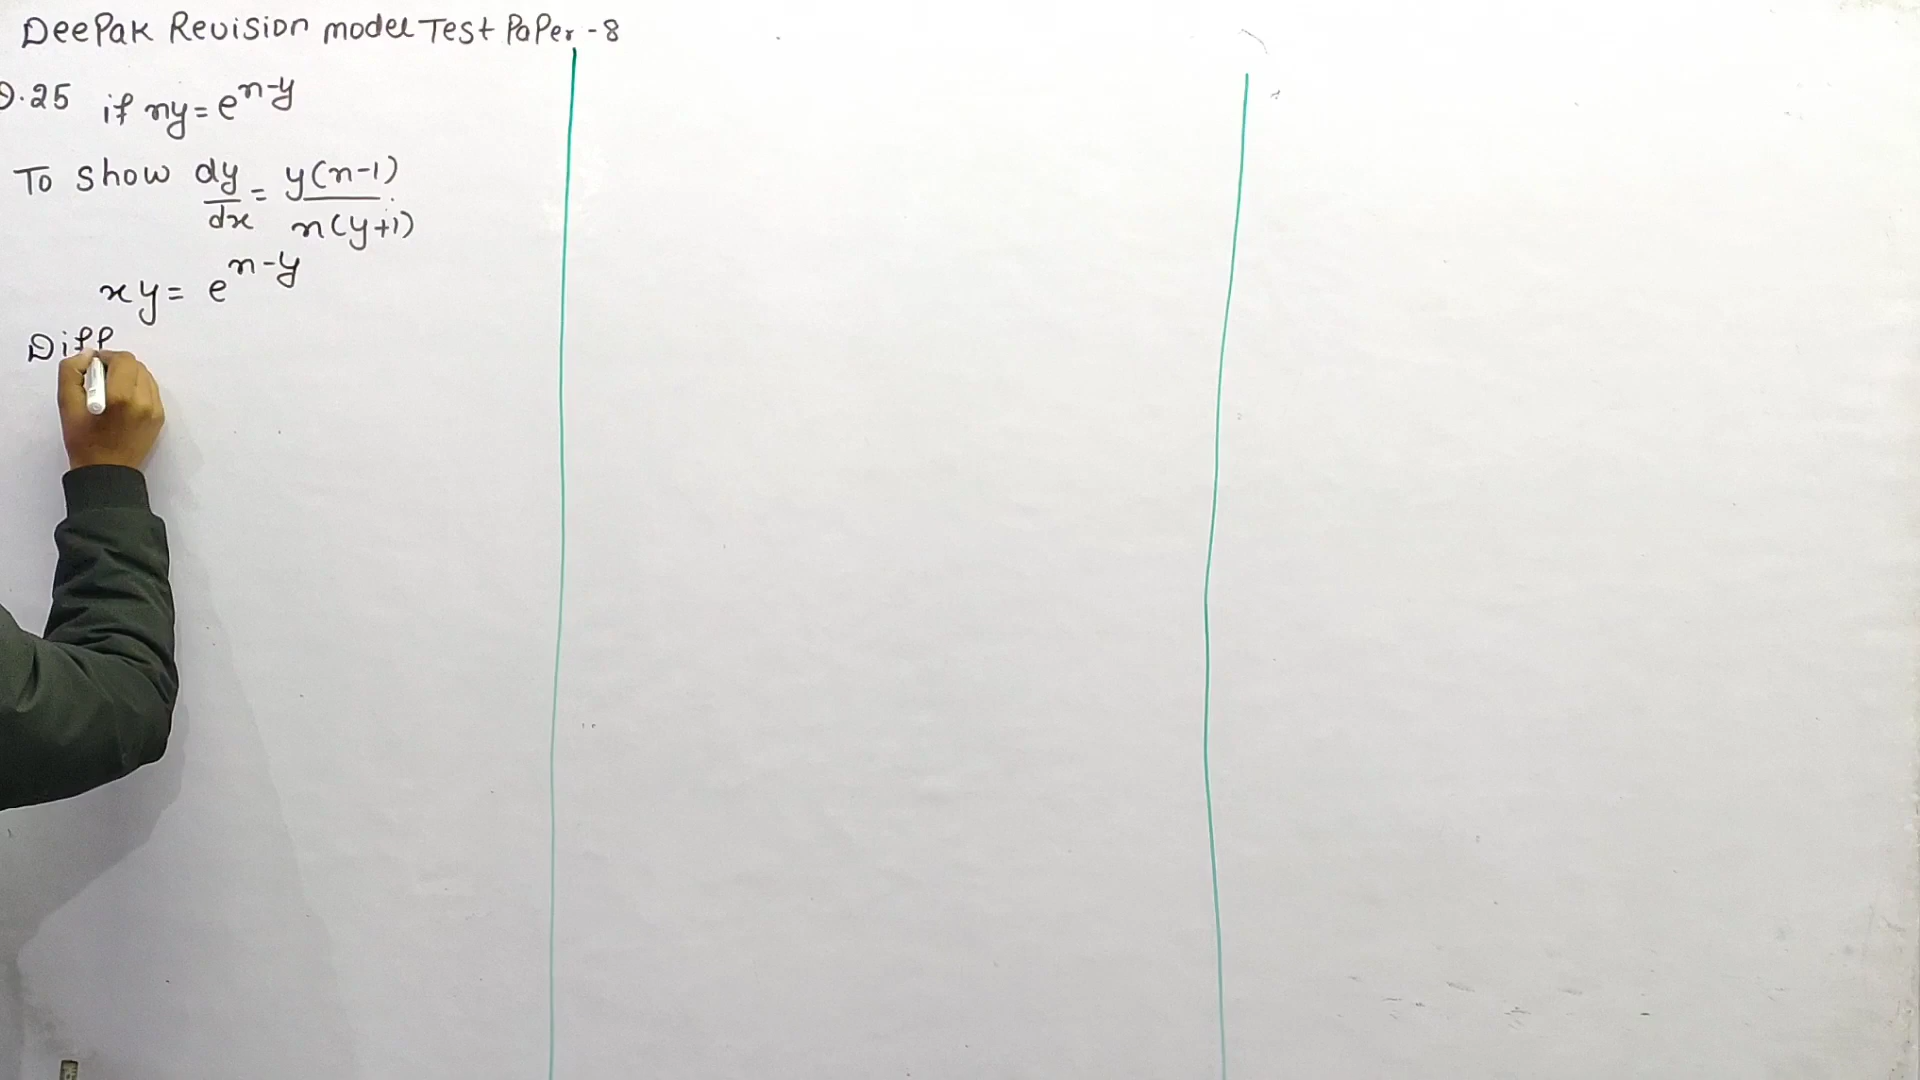 DeePak Revision model Test PaPer - 8
Q.25 if xy = e^x-y
To show dy/dx = y(x-1)/x(y+1)
xy = e^x-y
Diff